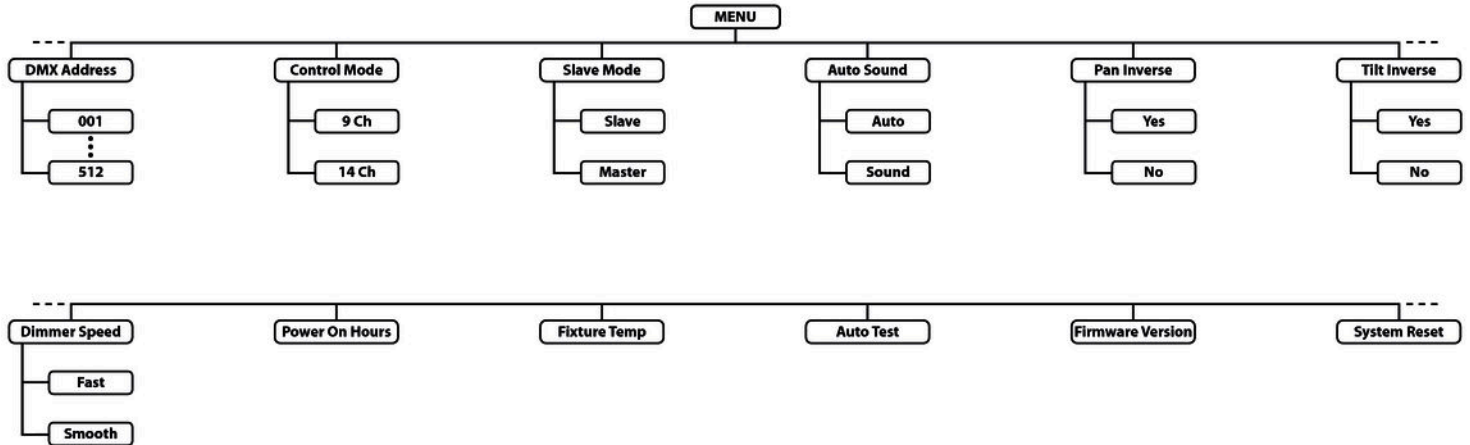 MENU
DMX Address
Control Mode
Slave Mode
Auto Sound
Pan Inverse
Tilt Inverse
001
9 Ch
Slave
Auto
Yes
Yes
512
14 Ch
Master
Sound
No
No
Dimmer Speed
Power On Hours
Fixture Temp
Auto Test
Firmware Version
System Reset
Fast
Smooth